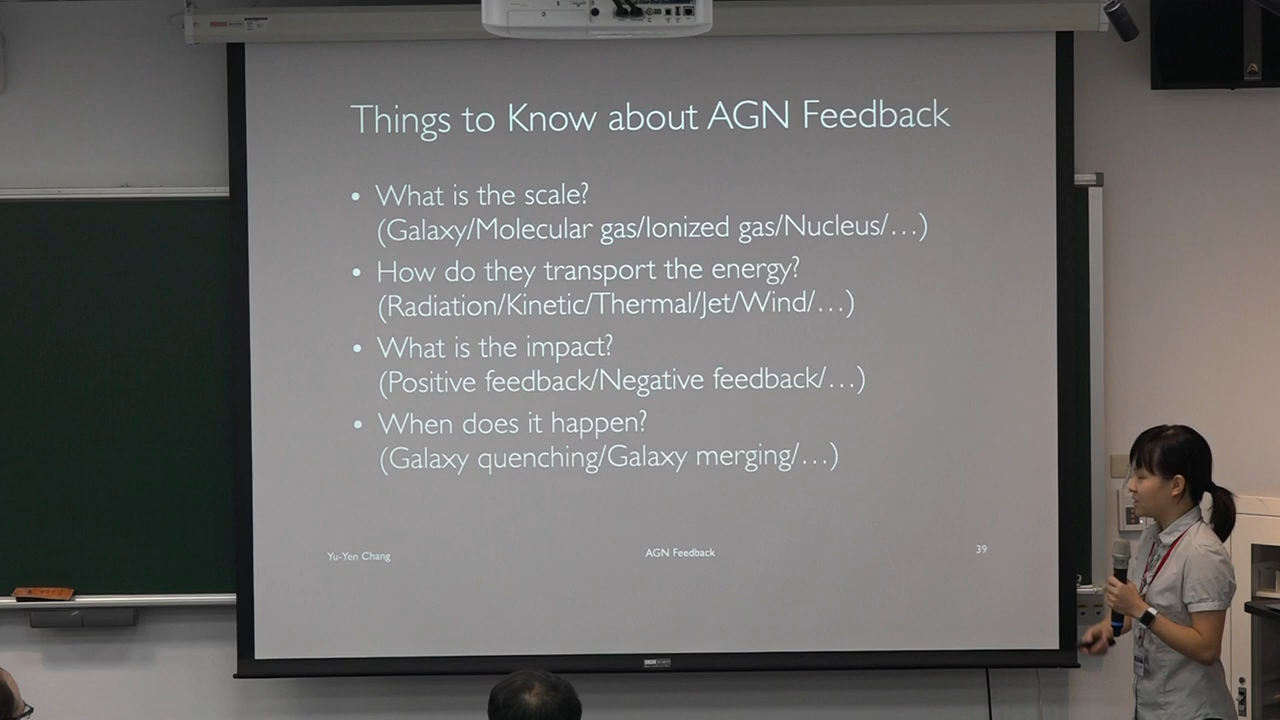 Things to Know about AGN Feedback
• What is the scale?
(Galaxy/Molecular gas/Ionized gas/Nucleus/…)
• How do they transport the energy?
(Radiation/Kinetic/Thermal/Jet/Wind/…)
• What is the impact?
(Positive feedback/Negative feedback/…)
• When does it happen?
(Galaxy quenching/Galaxy merging/…)
Yu-Yen Chang
AGN Feedback
39